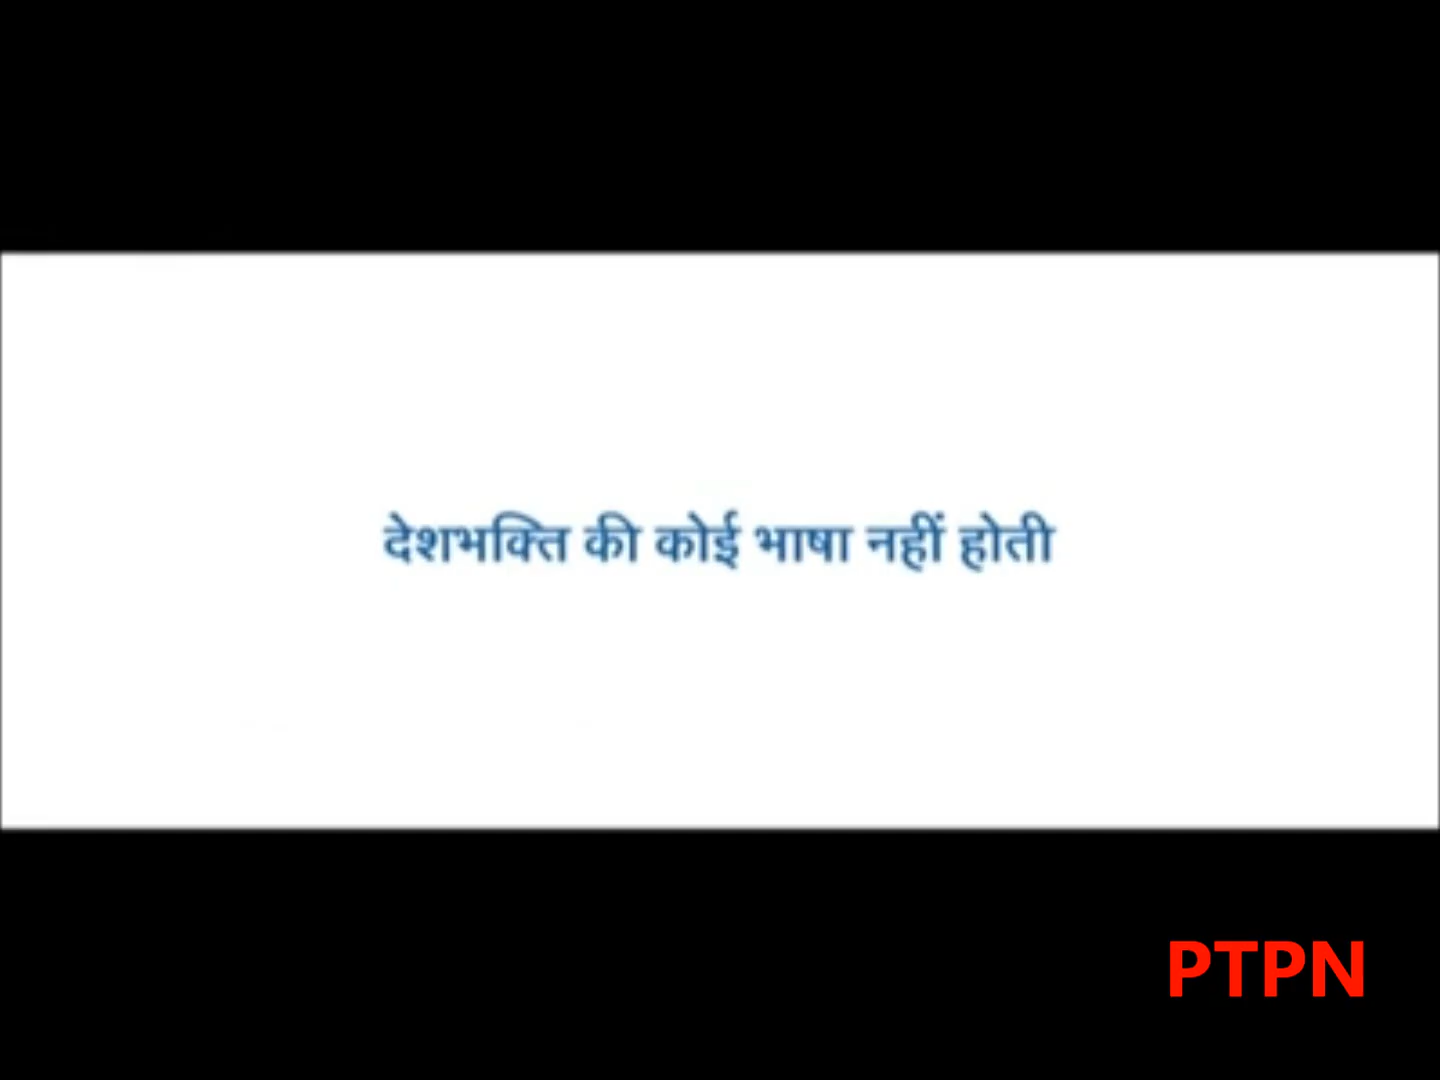 देशभक्ति की कोई भाषा नहीं होती
PTPN